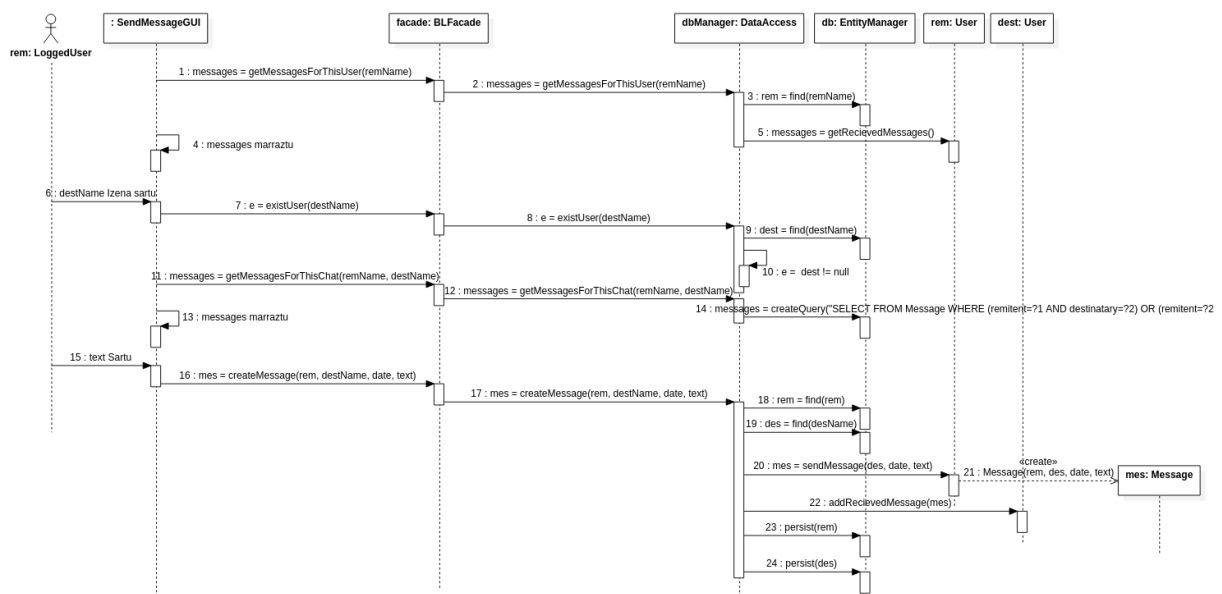 : SendMessageGUI
facade: BLFacade
dbManager: DataAccess
db: EntityManager
rem: User
dest: User
rem: LoggedUser
1 : messages = getMessagesForThisUser(remName)
2 : messages = getMessagesForThisUser(remName)
3 : rem = find(remName)
5 : messages = getRecievedMessages()
4 : messages marraztu
6 : destName Izena sartu
7 : e = existUser(destName)
8 : e = existUser(destName)
9 : dest = find(destName)
10 : e =  dest != null
11 : messages = getMessagesForThisChat(remName, destName)
12 : messages = getMessagesForThisChat(remName, destName)
14 : messages = createQuery("SELECT FROM Message WHERE (remitent=?1 AND destinatary=?2) OR (remitent=?2
13 : messages marraztu
15 : text Sartu
16 : mes = createMessage(rem, destName, date, text)
17 : mes = createMessage(rem, destName, date, text)
18 : rem = find(rem)
19 : des = find(desName)
20 : mes = sendMessage(des, date, text)
«create»
21 : Message(rem, des, date, text)
mes: Message
22 : addRecievedMessage(mes)
23 : persist(rem)
24 : persist(des)